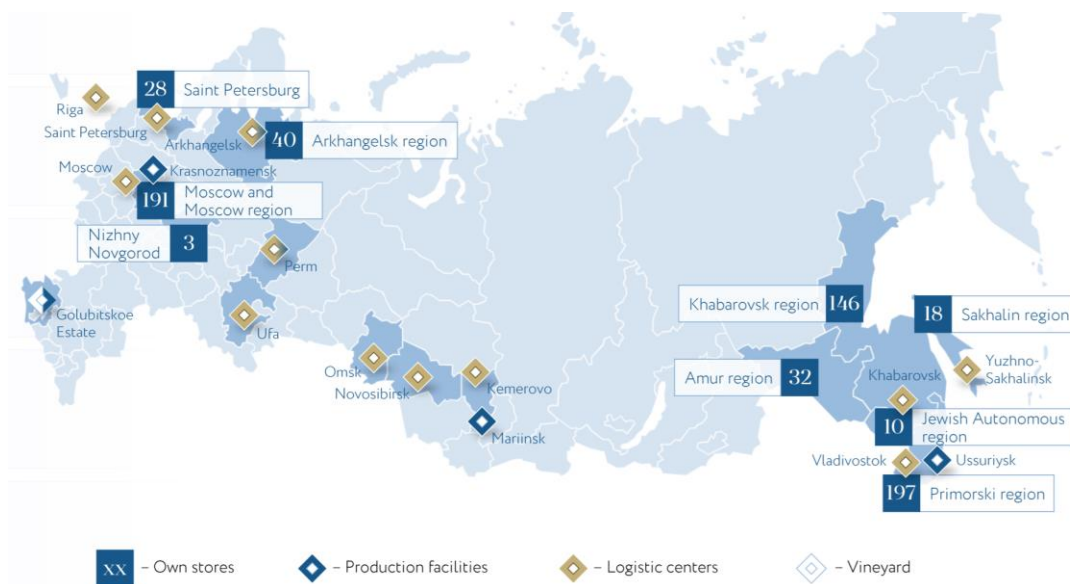 28 Saint Petersburg
Riga
Saint Petersburg
Arkhangelsk
40 Arkhangelsk region
Moscow
Krasnoznamensk
191 Moscow and
Moscow region
Nizhny
Novgorod
3
Perm
Golubitskoe
Estate
Ufa
Omsk
Novosibirsk
Kemerovo
Mariinsk
Khabarovsk region 146
18 Sakhalin region
Amur region 32
Khabarovsk
Yuzhno-
Sakhalinsk
10 Jewish Autonomous
region
Vladivostok
Ussuriysk
197 Primorski region
xx – Own stores
– Production facilities
– Logistic centers
– Vineyard